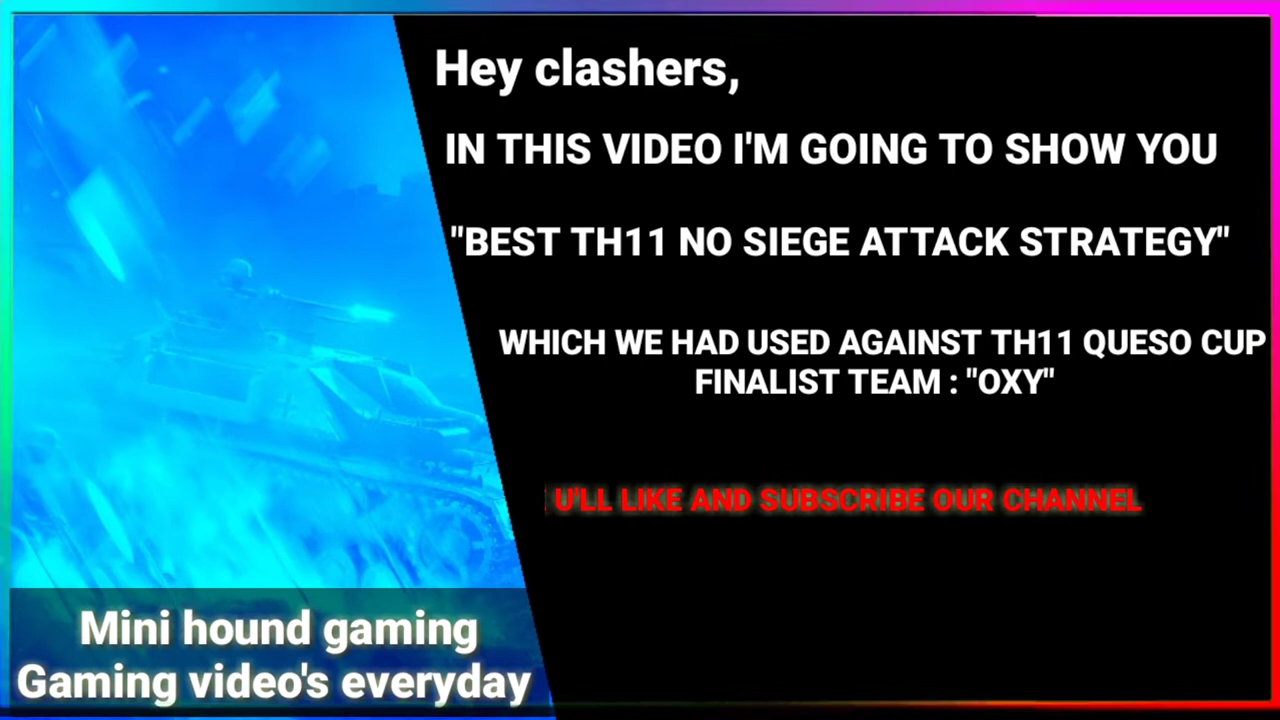 Hey clashers,
IN THIS VIDEO I'M GOING TO SHOW YOU
"BEST TH11 NO SIEGE ATTACK STRATEGY"
WHICH WE HAD USED AGAINST TH11 QUESO CUP
FINALIST TEAM : "OXY"
U'LL LIKE AND SUBSCRIBE OUR CHANNEL
Mini hound gaming
Gaming video's everyday